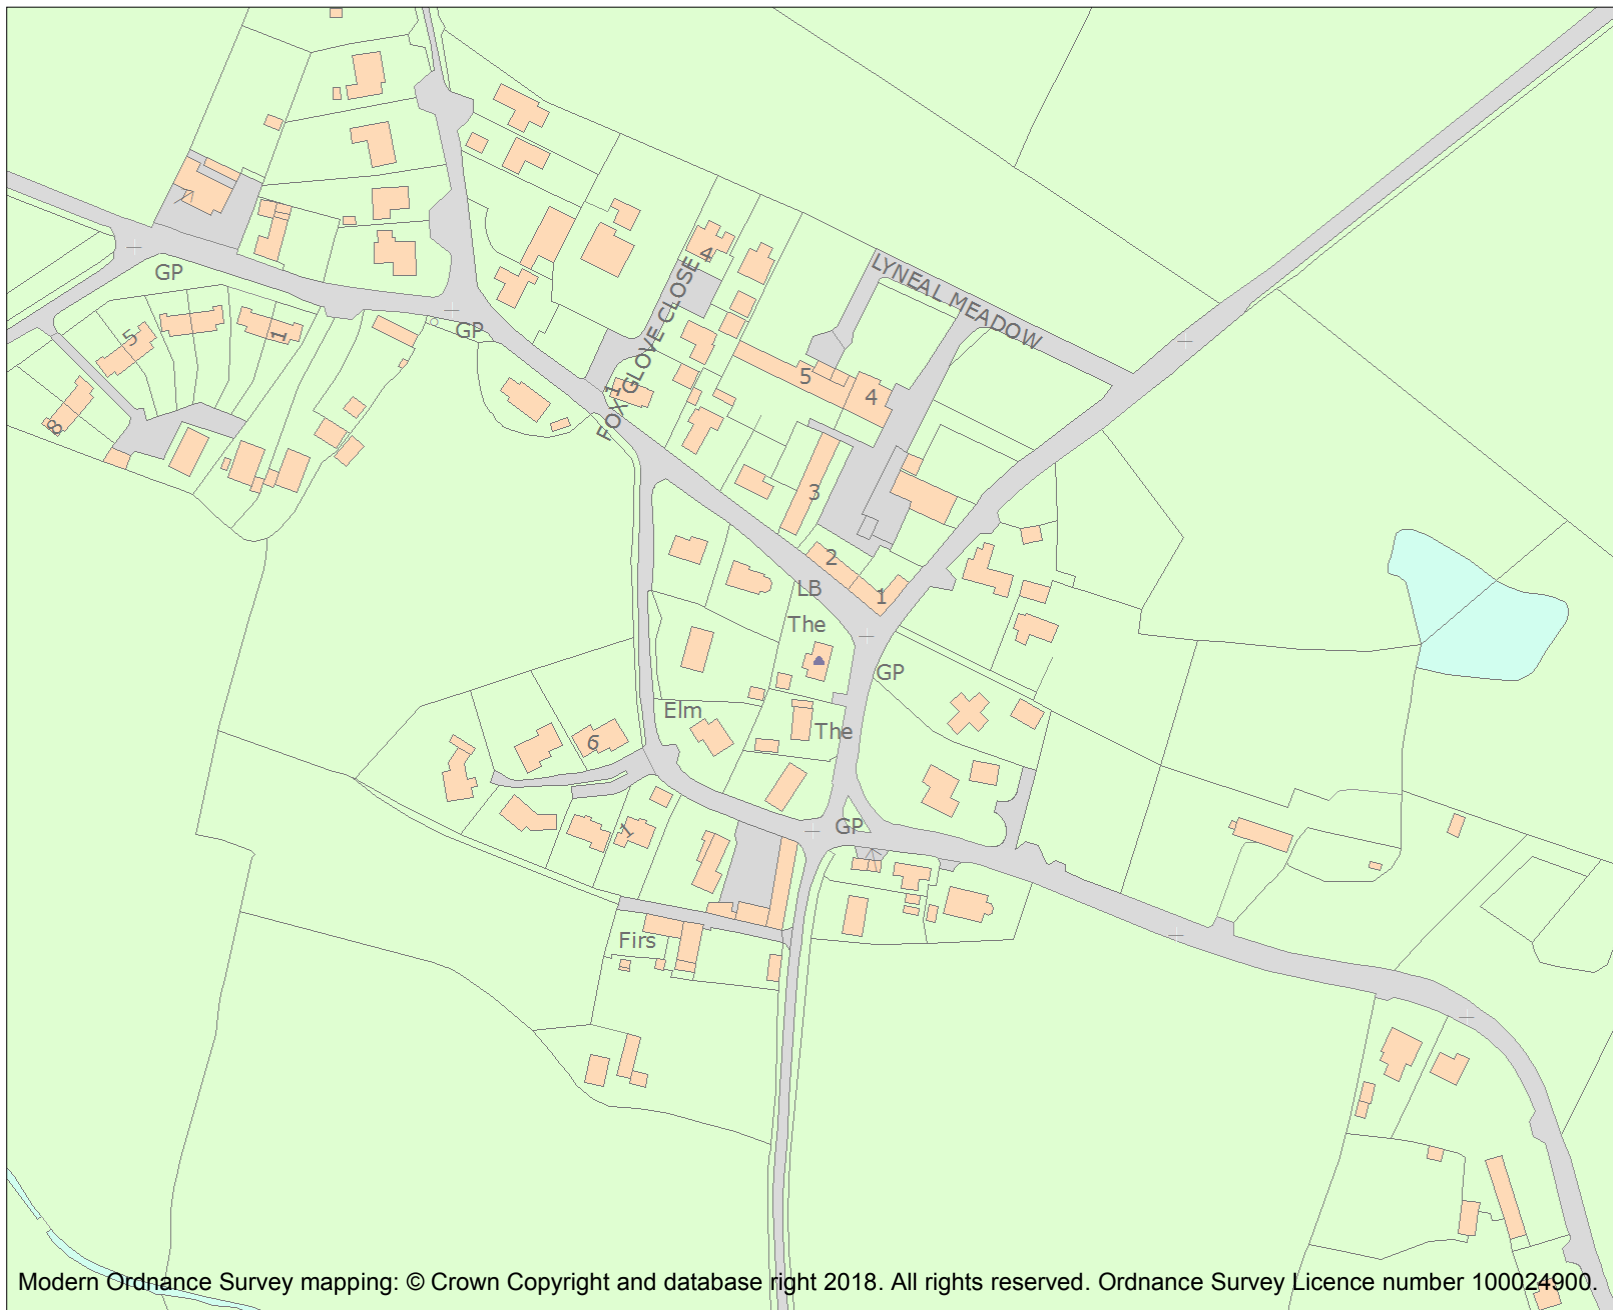 GP
GP
5
1
8
4
FOXGLOVE CLOSE
1
LYNEAL MEADOW
5
4
3
2
1
LB
The
GP
Elm
The
6
1
GP
Firs
Modern Ordnance Survey mapping: © Crown Copyright and database right 2018. All rights reserved. Ordnance Survey Licence number 100024900.